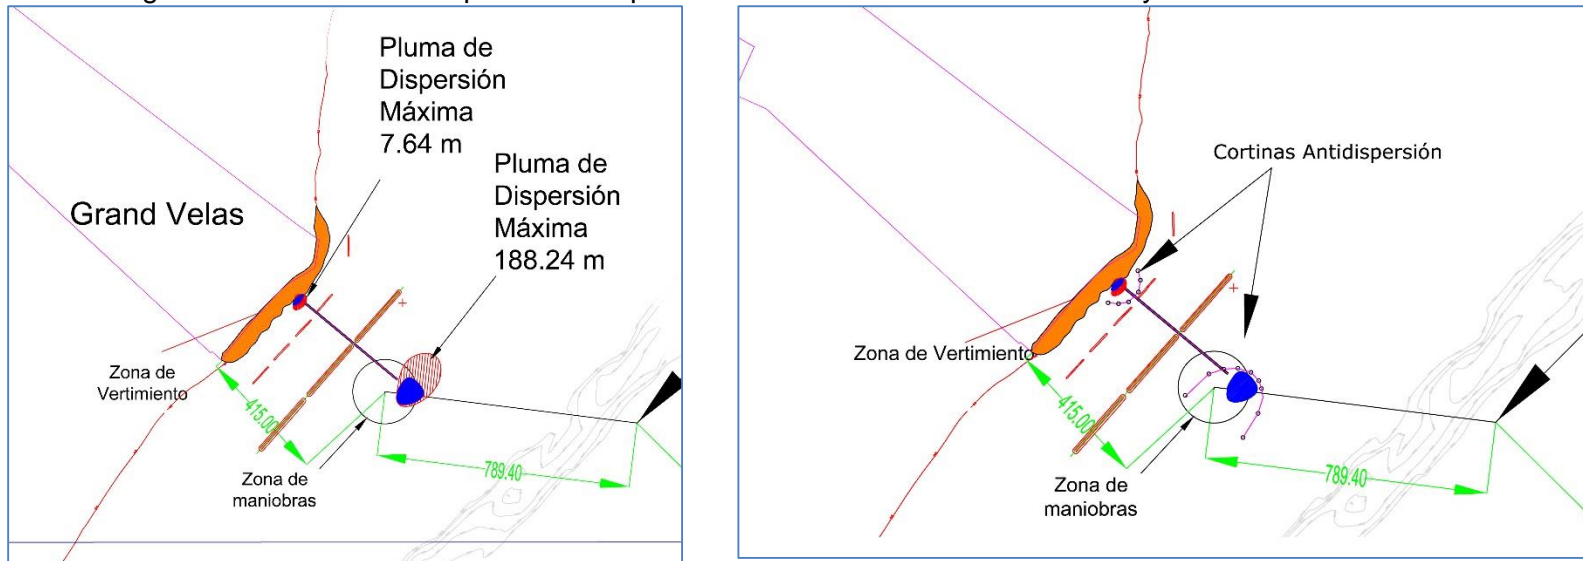 Pluma de
Dispersión
Máxima
7.64 m
Pluma de
Dispersión
Máxima
188.24 m
Grand Velas
Zona de
Vertimiento
415.00
Zona de
maniobras
789.40
Cortinas Antidispersión
Zona de Vertimiento
415.00
Zona de
maniobras
789.40